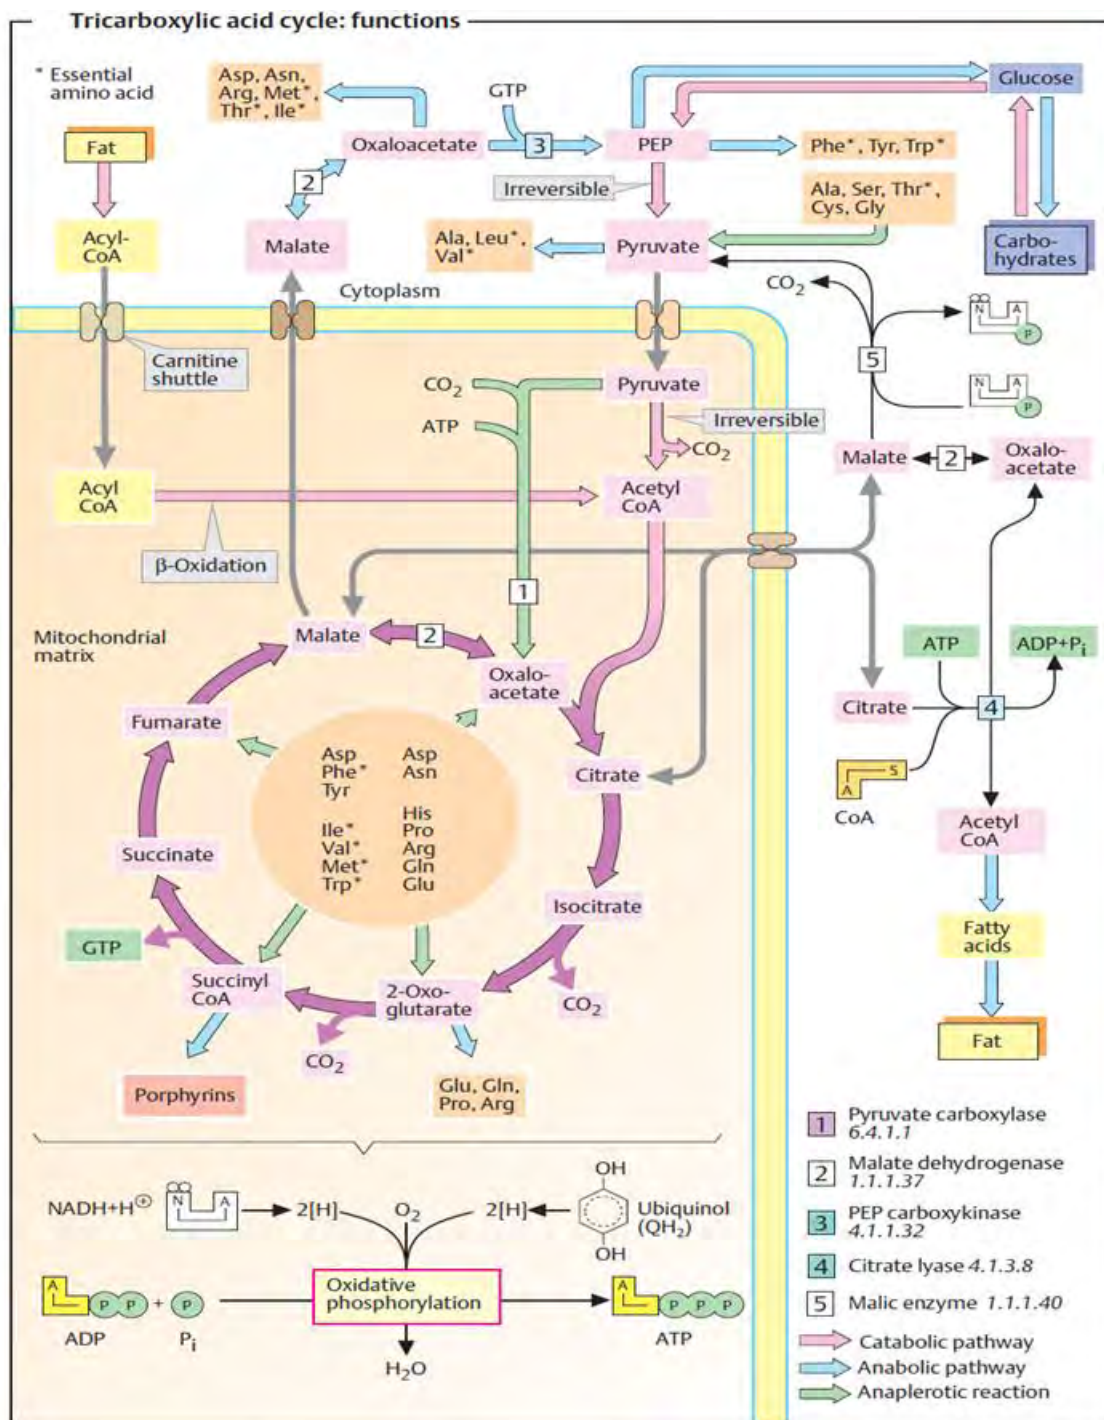 Tricarboxylic acid cycle: functions
* Essential
amino acid
Fat
Acyl-
CoA
Asp, Asn,
Arg, Met*,
Thr*, Ile*
Oxaloacetate
GTP
3
PEP
Glucose
Phe*, Tyr, Trp*
Irreversible
2
Malate
Ala, Leu*,
Val*
Pyruvate
Ala, Ser, Thr*,
Cys, Gly
Carbo-
hydrates
Cytoplasm
CO2
N
A
P
Carnitine
shuttle
5
CO2
ATP
Pyruvate
Irreversible
CO2
N
A
P
Malate
2
Oxalo-
acetate
Acyl
CoA
Acetyl
CoA
β-Oxidation
1
Mitochondrial
matrix
Malate
2
Oxalo-
acetate
ATP
ADP+Pi
Fumarate
Citrate
4
Asp
Phe*
Tyr
Ile*
Val*
Met*
Trp*
Asp
Asn
His
Pro
Arg
Gln
Glu
Citrate
A
S
CoA
Acetyl
CoA
Succinate
Isocitrate
Fatty
acids
GTP
Succinyl
CoA
2-Oxo-
glutarate
CO2
CO2
Fat
Porphyrins
Glu, Gln,
Pro, Arg
1 Pyruvate carboxylase
6.4.1.1
2 Malate dehydrogenase
1.1.1.37
3 PEP carboxykinase
4.1.1.32
4 Citrate lyase 4.1.3.8
5 Malic enzyme 1.1.1.40
Catabolic pathway
Anabolic pathway
Anaplerotic reaction
NADH+H⊕
N
A
2[H]
O2
2[H]
OH
OH
Ubiquinol
(QH2)
A
P P
+
P
ADP
Pi
Oxidative
phosphorylation
A
P P P
ATP
H2O